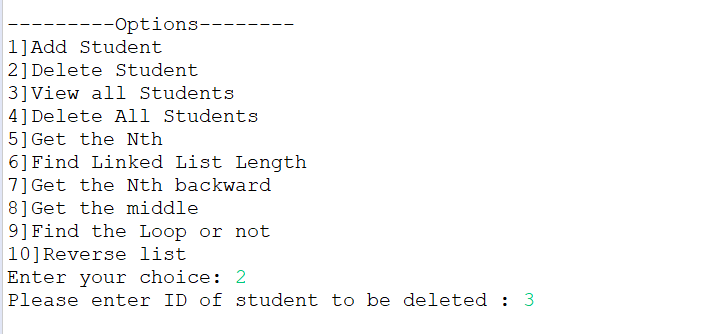 ---------Options--------
1]Add Student
2]Delete Student
3]View all Students
4]Delete All Students
5]Get the Nth
6]Find Linked List Length
7]Get the Nth backward
8]Get the middle
9]Find the Loop or not
10]Reverse list
Enter your choice: 2
Please enter ID of student to be deleted : 3